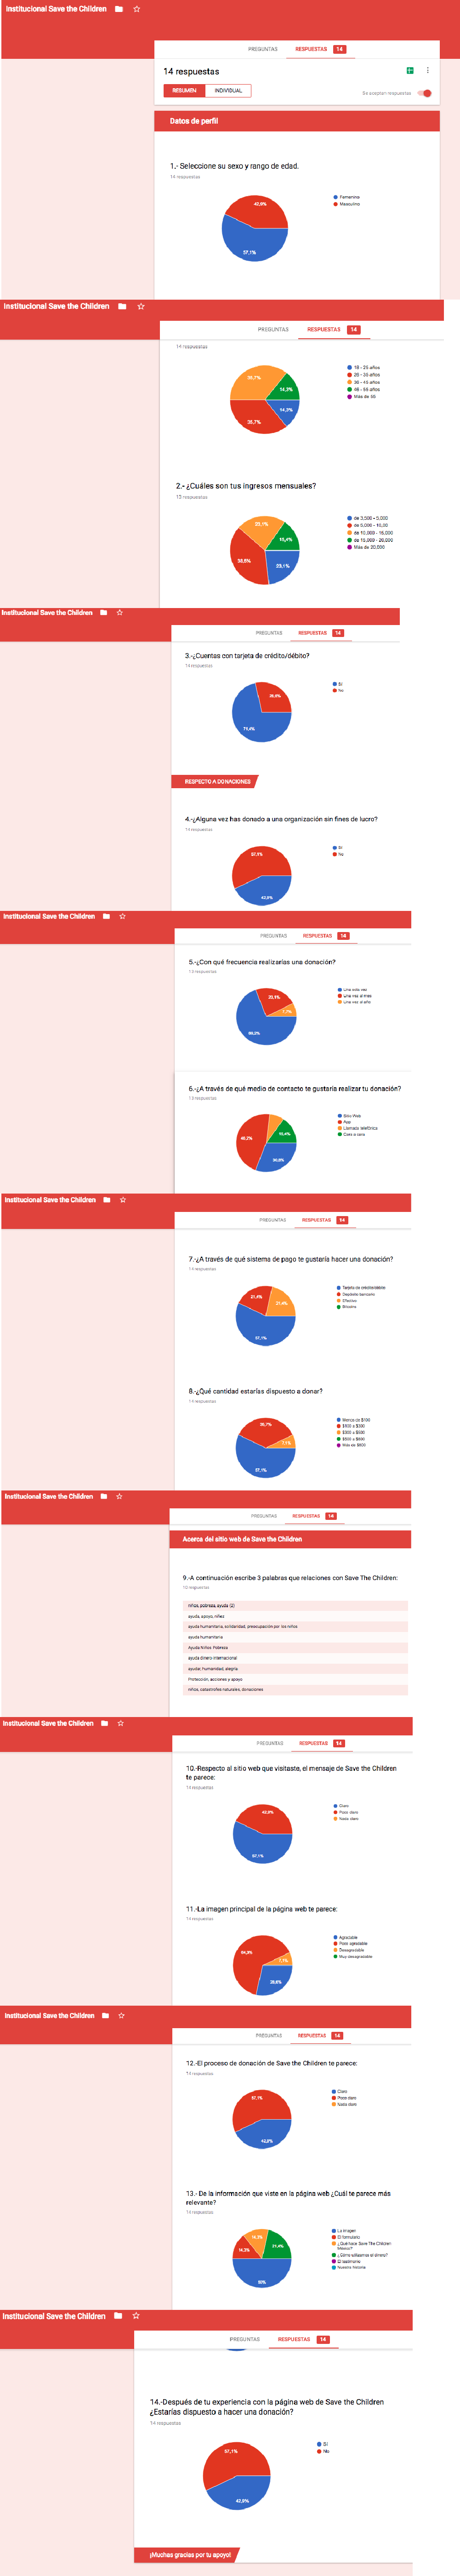 Institucional Save the Children
PREGUNTAS RESPUESTAS 14
14 respuestas
RESUMEN INDIVIDUAL
Se aceptan respuestas
Datos de perfil
1.- Seleccione su sexo y rango de edad.
14 respuestas
42,9%
57,1%
Femenino
Masculino
Institucional Save the Children
PREGUNTAS RESPUESTAS 14
14 respuestas
35,7%
14,3%
14,3%
35,7%
18 - 25 años
26 - 35 años
36 - 45 años
46 - 55 años
2.- ¿Cuáles son tus ingresos mensuales?
13 respuestas
23,1%
15,4%
38,5%
23,1%
de 3,500 - 5,000
de 10,000 - 15,000
de 15,000 - 20,000
Más de 20,000
Institucional Save the Children
PREGUNTAS RESPUESTAS 14
3.-¿Cuentas con tarjeta de crédito/débito?
14 respuestas
28,6%
71,4%
Si
No
RESPECTO A DONACIONES
4.-¿Alguna vez has donado a una organización sin fines de lucro?
14 respuestas
57,1%
42,9%
Si
No
Institucional Save the Children
PREGUNTAS RESPUESTAS 14
5.-¿Con qué frecuencia realizarías una donación?
13 respuestas
23,1%
7,7%
69,2%
Una sola vez
Una vez al mes
Una vez al año
6.-¿A través de qué medio de contacto te gustaría realizar tu donación?
13 respuestas
46,2%
15,4%
30,8%
Sitio Web
App
Llamada telefónica
Cara a cara
Institucional Save the Children
PREGUNTAS RESPUESTAS 14
7.-¿A través de qué sistema de pago te gustaría hacer una donación?
14 respuestas
21,4%
21,4%
57,1%
Tarjeta de crédito/débito
Depósito bancario
Efectivo
8.-¿Qué cantidad estarías dispuesto a donar?
14 respuestas
35,7%
7,1%
57,1%
Menos de $100
$100 a $300
$300 a $500
Institucional Save the Children
PREGUNTAS RESPUESTAS 14
Acerca del sitio web de Save the Children
9.-A continuación escribe 3 palabras que relaciones con Save The Children:
10 respuestas
niños, pobreza, ayuda (2)
ayuda, apoyo, niñez
ayuda humanitaria, solidaridad, preocupación por los niños
ayuda humanitaria
Ayuda Niños Pobreza
ayuda dinero internacional
ayudar, humanidad, alegria
Protección, acciones y apoyo
niños, catastrofes naturales, donaciones
Institucional Save the Children
PREGUNTAS RESPUESTAS 14
10.-Respecto al sitio web que visitaste, el mensaje de Save the Children
te parece:
14 respuestas
42,9%
57,1%
Claro
Poco claro
Nada claro
11.-La imagen principal de la página web te parece:
14 respuestas
64,3%
7,1%
28,6%
Agradable
Poco agradable
Desagradable
Muy desagradable
Institucional Save the Children
PREGUNTAS RESPUESTAS 14
12.-El proceso de donación de Save the Children te parece:
14 respuestas
57,1%
42,9%
Claro
Poco claro
Nada claro
13.- De la información que viste en la página web ¿Cuál te parece más
relevante?
14 respuestas
14,3%
14,3%
21,4%
50%
La imagen
El formulario
¿Qué hace Save The Children
México?
¿Cómo utilizamos el dinero?
El testimonio
Nuestra historia
Institucional Save the Children
PREGUNTAS RESPUESTAS 14
14.-Después de tu experiencia con la página web de Save the Children
¿Estarías dispuesto a hacer una donación?
14 respuestas
57,1%
42,9%
Si
No
¡Muchas gracias por tu apoyo!